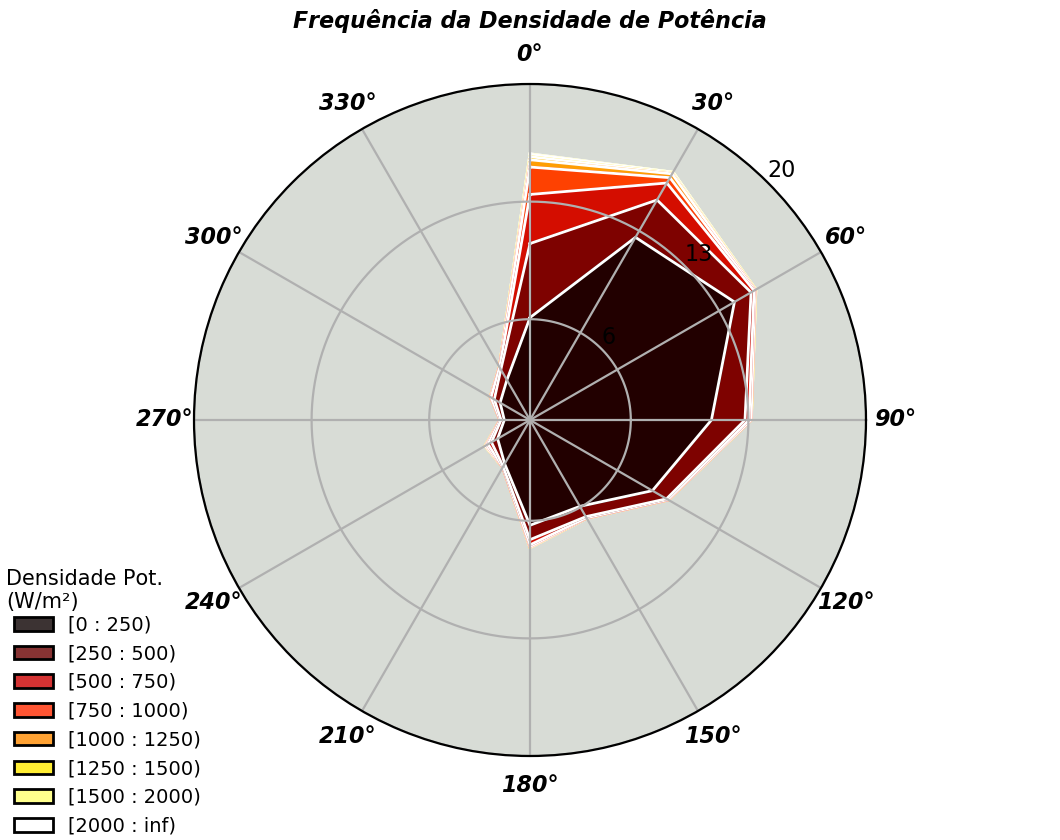 Frequência da Densidade de Potência
0°
330°
30°
20
300°
60°
13
6
270°
90°
Densidade Pot.
(W/m²)
240°
120°
[0 : 250)
[250 : 500)
[500 : 750)
[750 : 1000)
[1000 : 1250)
[1250 : 1500)
[1500 : 2000)
[2000 : inf)
210°
150°
180°